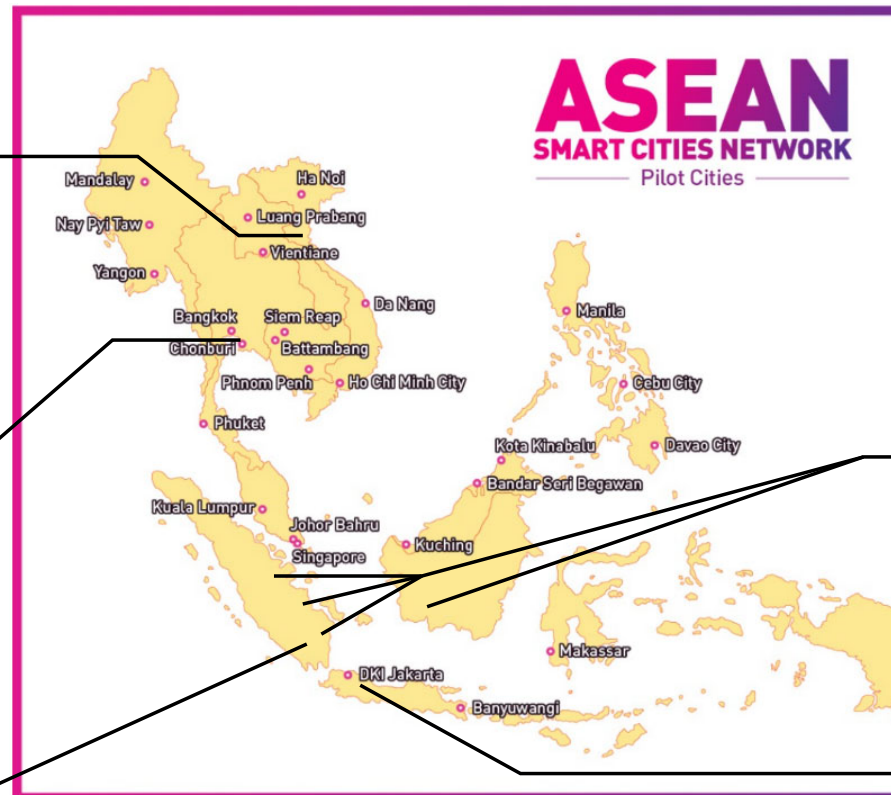 ASEAN
SMART CITIES NETWORK
Pilot Cities
Mandalay
Ha Noi
Nay Pyi Taw
Luang Prabang
Yangon
Vientiane
Da Nang
Bangkok
Siem Reap
Manila
Chonburi
Battambang
Phnom Penh
Ho Chi Minh City
Cebu City
Phuket
Kota Kinabalu
Davao City
Bandar Seri Begawan
Kuala Lumpur
Johor Bahru
Kuching
Singapore
Makassar
DKI Jakarta
Banyuwangi